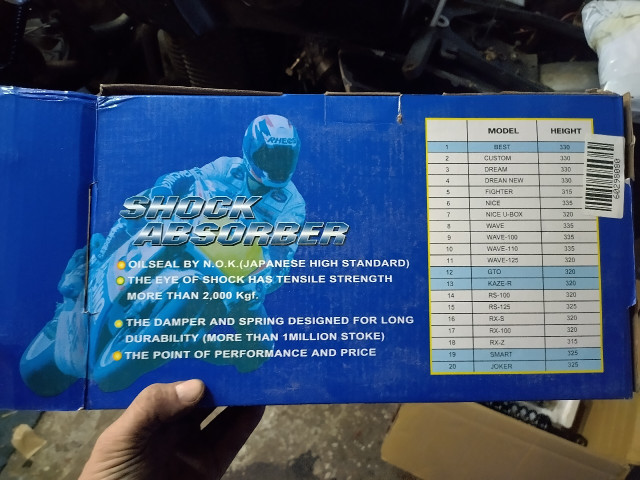 RHEO
SHOCK
ABSORBER
OILSEAL BY N.O.K.(JAPANESE HIGH STANDARD)
THE EYE OF SHOCK HAS TENSILE STRENGTH
MORE THAN 2,000 Kgf.
THE DAMPER AND SPRING DESIGNED FOR LONG
DURABILITY (MORE THAN 1MILLION STOKE)
THE POINT OF PERFORMANCE AND PRICE
MODEL HEIGHT
1 BEST 330
2 CUSTOM 330
3 DREAM 330
4 DREAN NEW 330
5 FIGHTER 315
6 NICE 335
7 NICE U-BOX 320
8 WAVE 335
9 WAVE-100 335
10 WAVE-110 335
11 WAVE-125 320
12 GTO 320
13 KAZE-R 320
14 RS-100 320
15 RS-125 325
16 RX-S 320
17 RX-100 320
18 RX-Z 315
19 SMART 325
20 JOKER 325
60298080